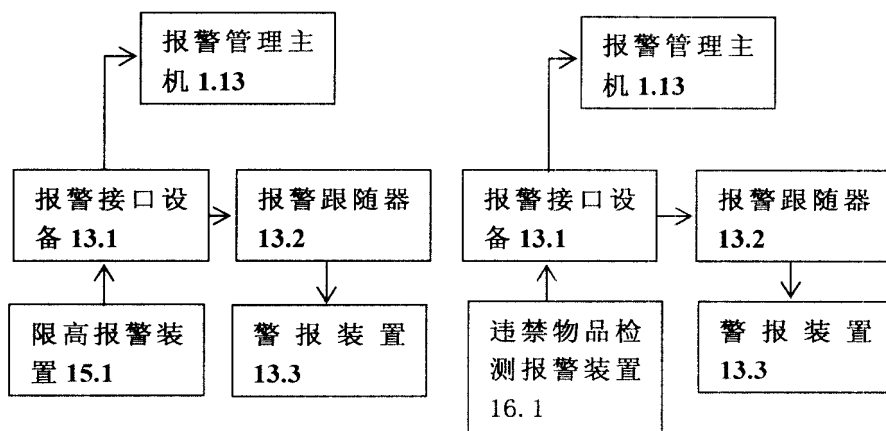 报警管理主
机 1.13
报警接口设
备 13.1
报警跟随器
13.2
限高报警装
置 15.1
警报装置
13.3
报警管理主
机 1.13
报警接口设
备 13.1
报警跟随器
13.2
违禁物品检
测报警装置
16.1
警报装置
13.3